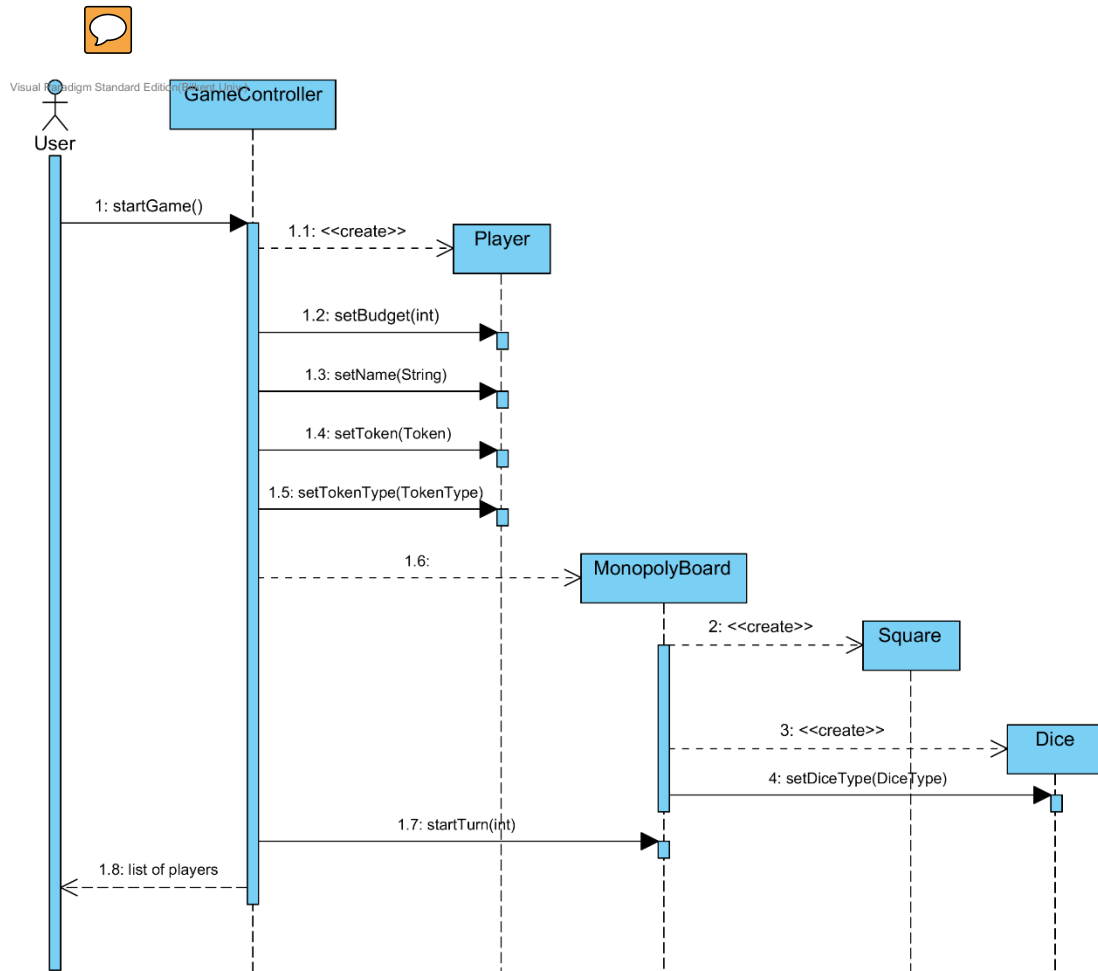 Visual Paradigm Standard Edition(Bilkent Univ.)
GameController
User
1: startGame()
1.1: <<create>>
Player
1.2: setBudget(int)
1.3: setName(String)
1.4: setToken(Token)
1.5: setTokenType(TokenType)
1.6:
MonopolyBoard
2: <<create>>
Square
3: <<create>>
Dice
4: setDiceType(DiceType)
1.7: startTurn(int)
1.8: list of players